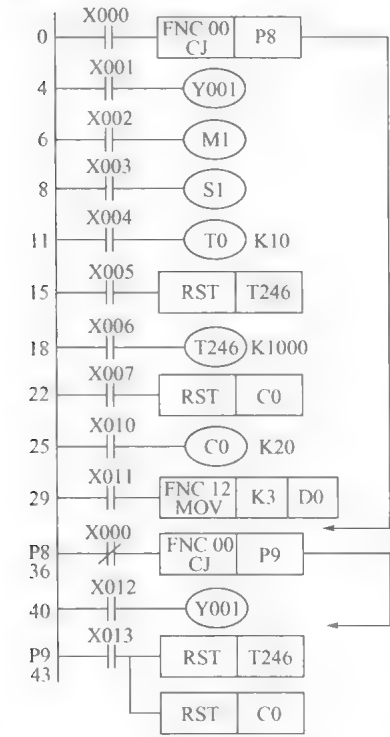 X000
0 FNC 00 CJ P8
X001
4 Y001
X002
6 M1
X003
8 S1
X004
11 T0 K10
X005
15 RST T246
X006
18 T246 K1000
X007
22 RST C0
X010
25 C0 K20
X011
29 FNC 12 MOV K3 D0
X000
P8 36 FNC 00 CJ P9
X012
40 Y001
X013
P9 43 RST T246
RST C0